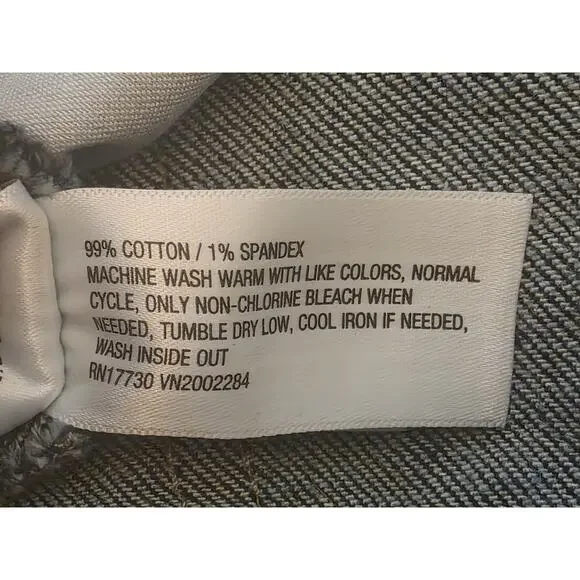 99% COTTON / 1% SPANDEX
MACHINE WASH WARM WITH LIKE COLORS, NORMAL
CYCLE, ONLY NON-CHLORINE BLEACH WHEN
NEEDED, TUMBLE DRY LOW, COOL IRON IF NEEDED,
WASH INSIDE OUT
RN17730 VN2002284